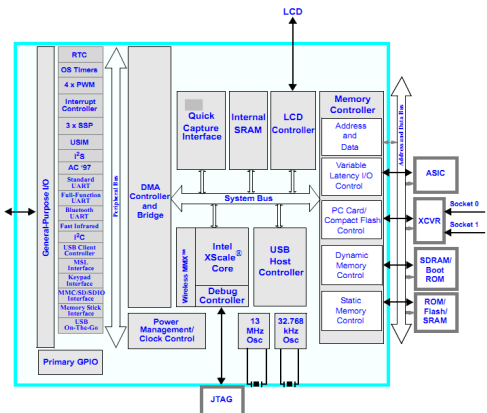 LCD
RTC
OS Timers
4 x PWM
Interrupt
Controller
3 x SSP
USIM
I²S
AC '97
Standard
UART
Full-Function
UART
Bluetooth
UART
Fast Infrared
I²C
USB Client
Controller
MSL
Interface
Keypad
Interface
MMC/SD/SDIO
Interface
Memory Stick
Interface
USB
On-The-Go
General-Purpose I/O
Primary GPIO
Peripheral Bus
DMA
Controller
and
Bridge
Quick
Capture
Interface
Internal
SRAM
LCD
Controller
System Bus
Wireless MMX™
Intel
XScale®
Core
Debug
Controller
USB
Host
Controller
Power
Management/
Clock Control
13
MHz
Osc
32.768
kHz
Osc
JTAG
Memory
Controller
Address
and
Data
Variable
Latency I/O
Control
PC Card/
Compact Flash
Control
Dynamic
Memory
Control
Static
Memory
Control
Address and Data Bus
ASIC
XCVR
Socket 0
Socket 1
SDRAM/
Boot
ROM
ROM/
Flash/
SRAM